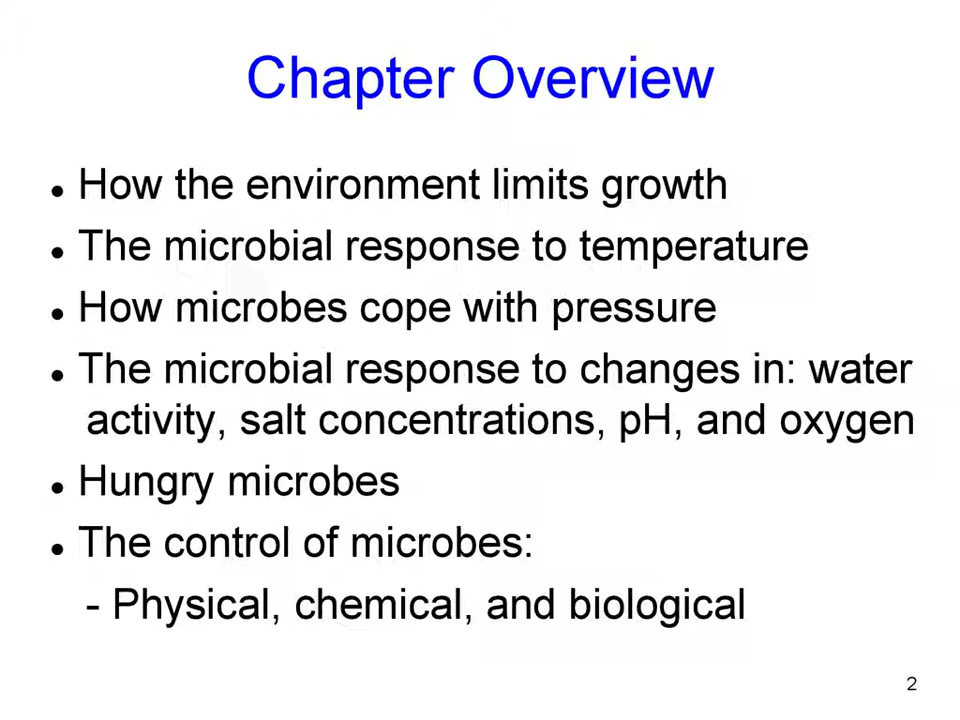 Chapter Overview
• How the environment limits growth
• The microbial response to temperature
• How microbes cope with pressure
• The microbial response to changes in: water
activity, salt concentrations, pH, and oxygen
• Hungry microbes
• The control of microbes:
- Physical, chemical, and biological
2